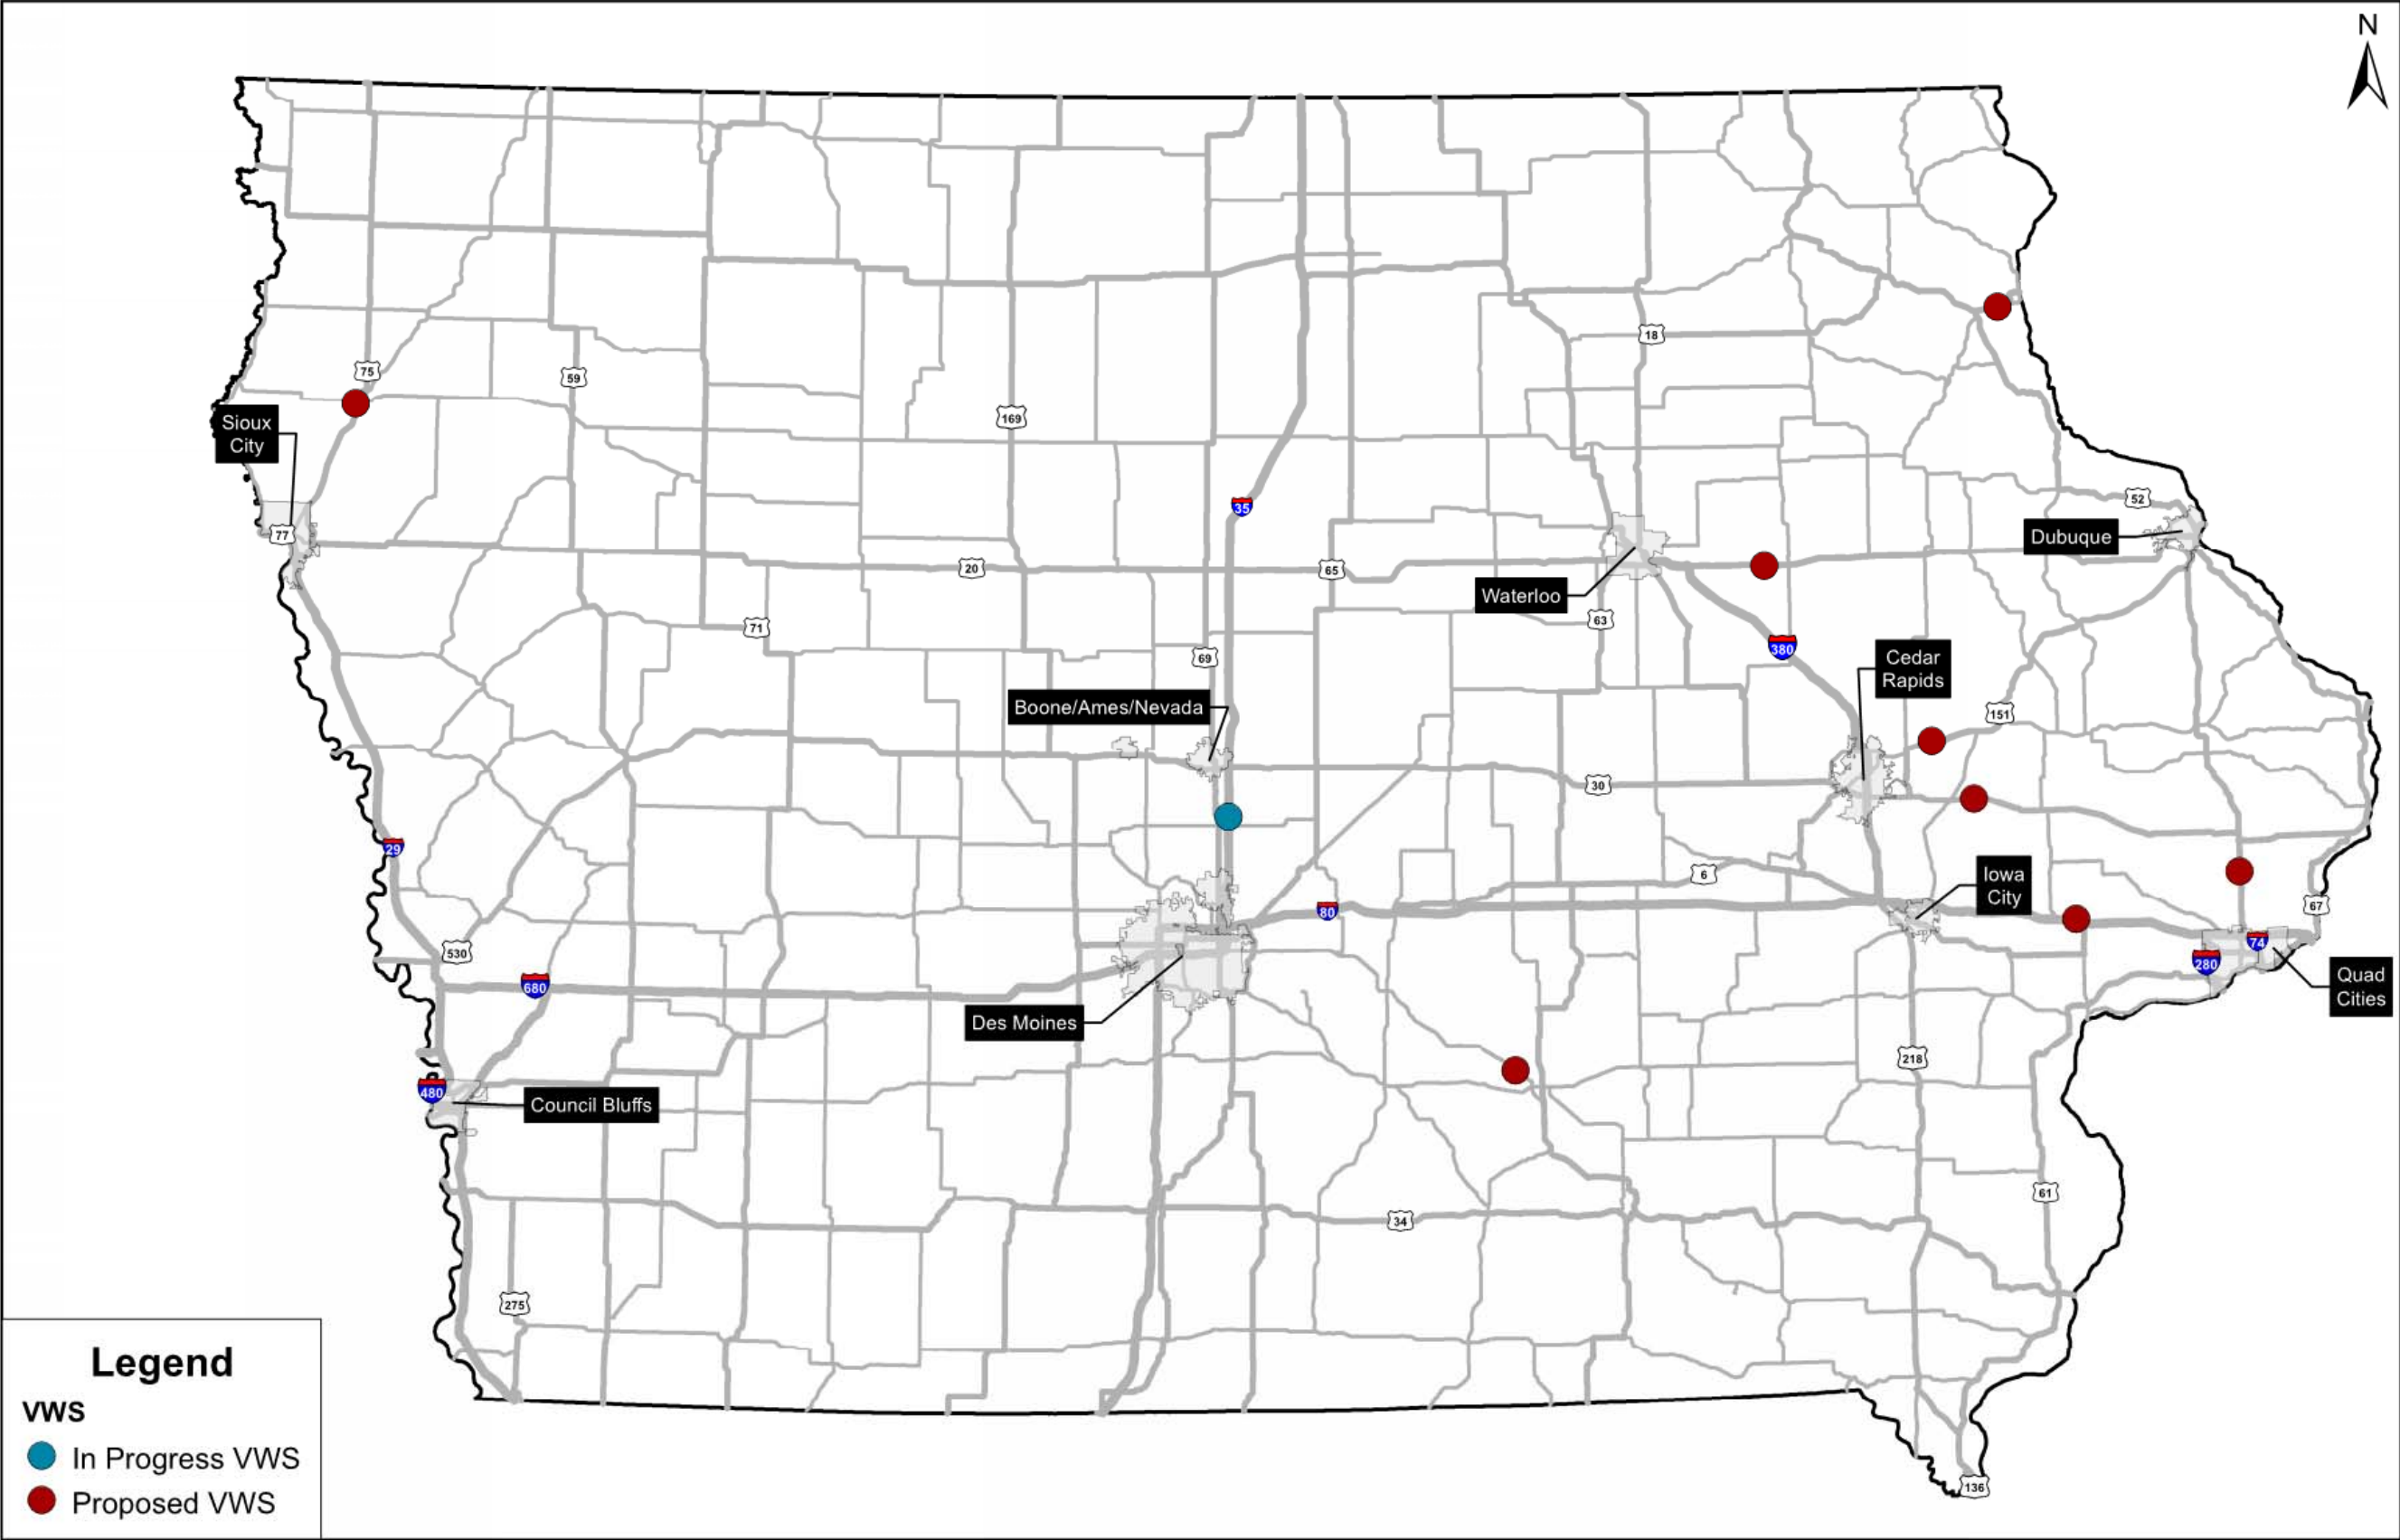 N
75
59
18
169
Sioux
City
35
52
77
Dubuque
20
65
Waterloo
63
71
380
69
Cedar
Rapids
Boone/Ames/Nevada
151
30
29
6
Iowa
City
80
67
530
74
280
680
Quad
Cities
Des Moines
218
480
Council Bluffs
61
34
275
136
Legend
VWS
In Progress VWS
Proposed VWS